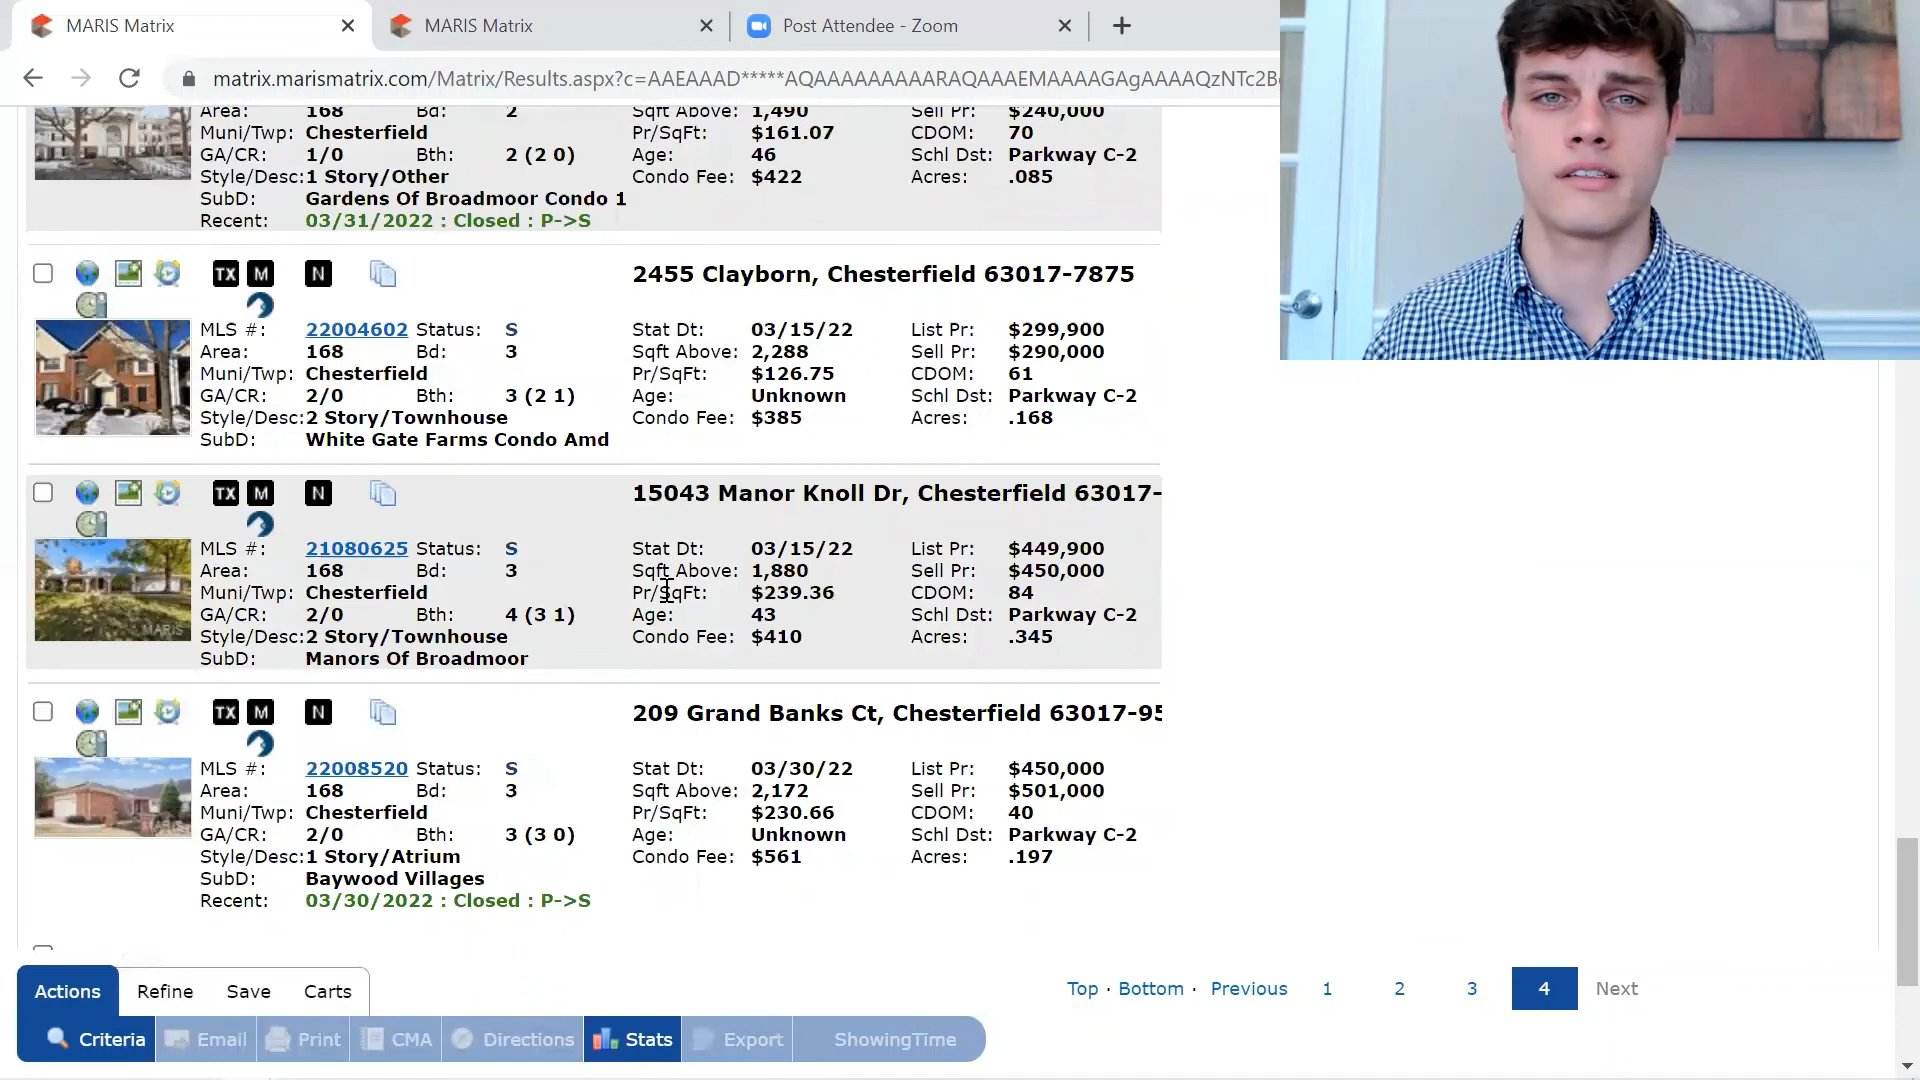 MARIS Matrix
MARIS Matrix
Post Attendee - Zoom
matrix.marismatrix.com/Matrix/Results.aspx?c=AAEAAAD*****AQAAAAAAAAARAQAAAEMAAAAGAgAAAAQzNTc2B
Area: 168 Bd: 2 Sqft Above: 1,490 Sell Pr: $240,000
Muni/Twp: Chesterfield Pr/SqFt: $161.07 CDOM: 70
GA/CR: 1/0 Bth: 2 (2 0) Age: 46 Schl Dst: Parkway C-2
Style/Desc: 1 Story/Other Condo Fee: $422 Acres: .085
SubD: Gardens Of Broadmoor Condo 1
Recent: 03/31/2022 : Closed : P->S
TX M N 2455 Clayborn, Chesterfield 63017-7875
MLS #: 22004602 Status: S Stat Dt: 03/15/22 List Pr: $299,900
Area: 168 Bd: 3 Sqft Above: 2,288 Sell Pr: $290,000
Muni/Twp: Chesterfield Pr/SqFt: $126.75 CDOM: 61
GA/CR: 2/0 Bth: 3 (2 1) Age: Unknown Schl Dst: Parkway C-2
Style/Desc: 2 Story/Townhouse Condo Fee: $385 Acres: .168
SubD: White Gate Farms Condo Amd
TX M N 15043 Manor Knoll Dr, Chesterfield 63017-
MLS #: 21080625 Status: S Stat Dt: 03/15/22 List Pr: $449,900
Area: 168 Bd: 3 Sqft Above: 1,880 Sell Pr: $450,000
Muni/Twp: Chesterfield Pr/SqFt: $239.36 CDOM: 84
GA/CR: 2/0 Bth: 4 (3 1) Age: 43 Schl Dst: Parkway C-2
Style/Desc: 2 Story/Townhouse Condo Fee: $410 Acres: .345
SubD: Manors Of Broadmoor
TX M N 209 Grand Banks Ct, Chesterfield 63017-95
MLS #: 22008520 Status: S Stat Dt: 03/30/22 List Pr: $450,000
Area: 168 Bd: 3 Sqft Above: 2,172 Sell Pr: $501,000
Muni/Twp: Chesterfield Pr/SqFt: $230.66 CDOM: 40
GA/CR: 2/0 Bth: 3 (3 0) Age: Unknown Schl Dst: Parkway C-2
Style/Desc: 1 Story/Atrium Condo Fee: $561 Acres: .197
SubD: Baywood Villages
Recent: 03/30/2022 : Closed : P->S
Actions Refine Save Carts
Top · Bottom · Previous 1 2 3 4 Next
Criteria Email Print CMA Directions Stats Export ShowingTime